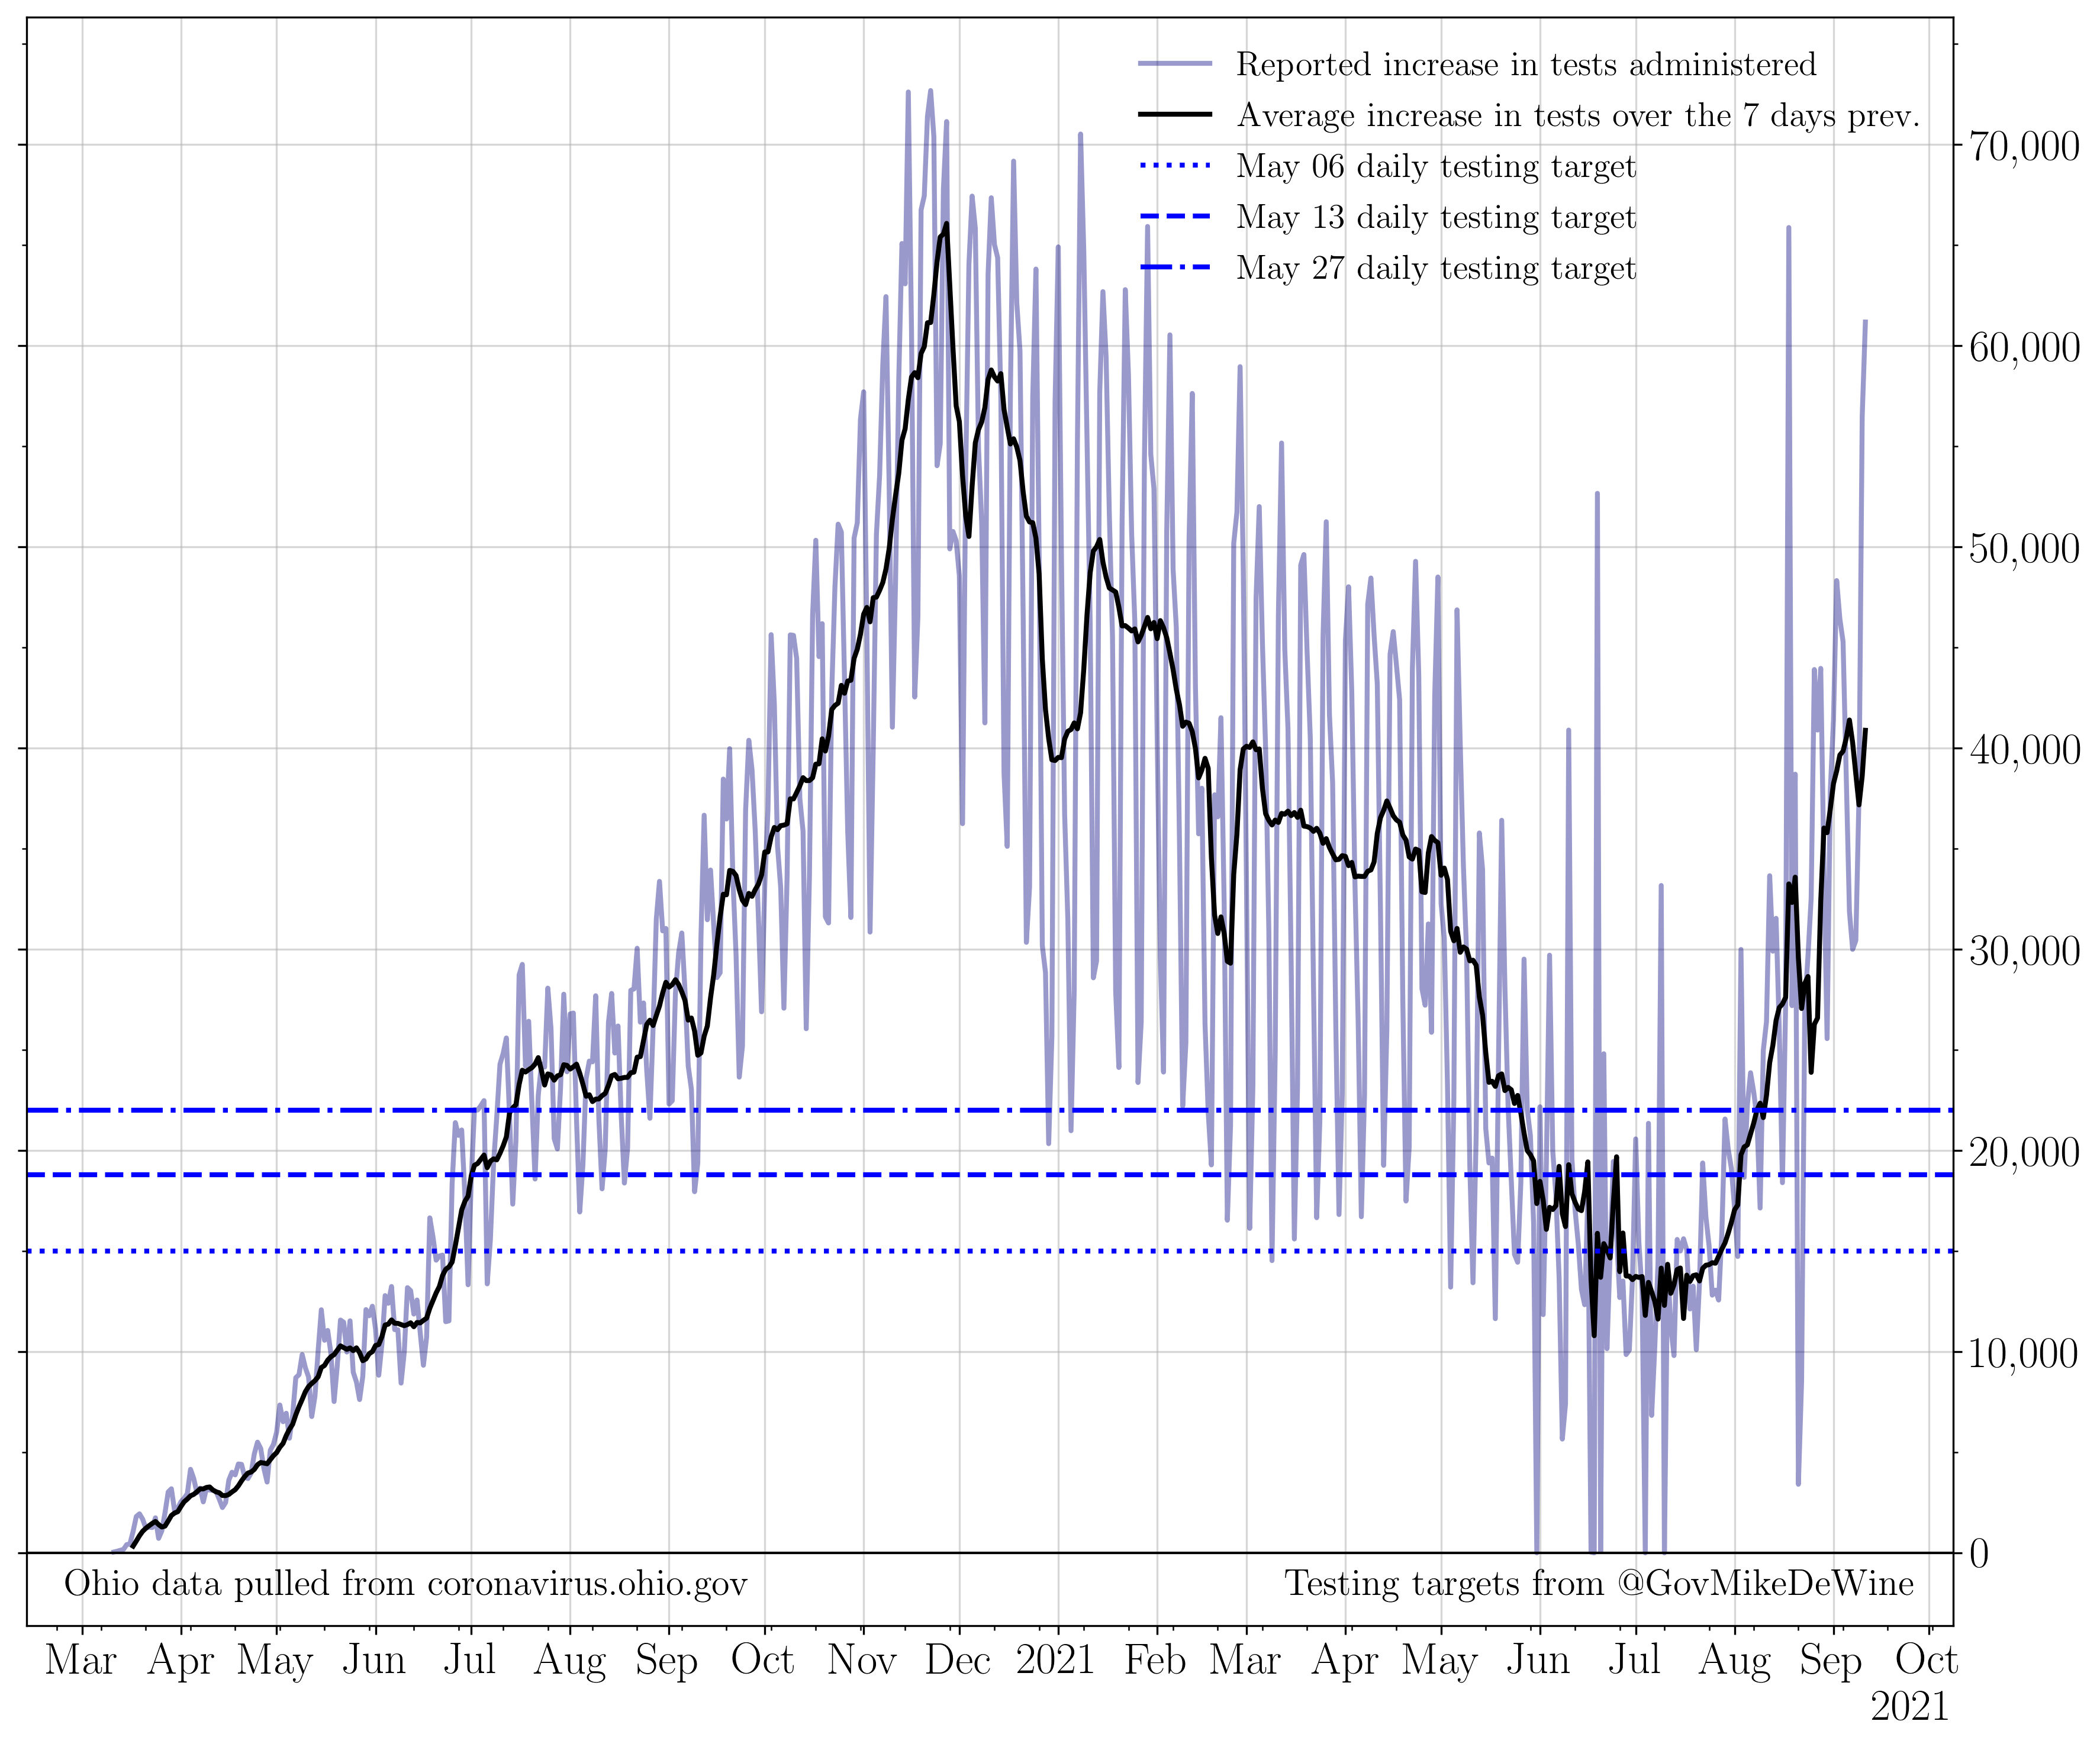 Reported increase in tests administered
Average increase in tests over the 7 days prev.
May 06 daily testing target
May 13 daily testing target
May 27 daily testing target
70,000
60,000
50,000
40,000
30,000
20,000
10,000
0
Ohio data pulled from coronavirus.ohio.gov Testing targets from @GovMikeDeWine
Mar Apr May Jun Jul Aug Sep Oct Nov Dec 2021 Feb Mar Apr May Jun Jul Aug Sep Oct
2021